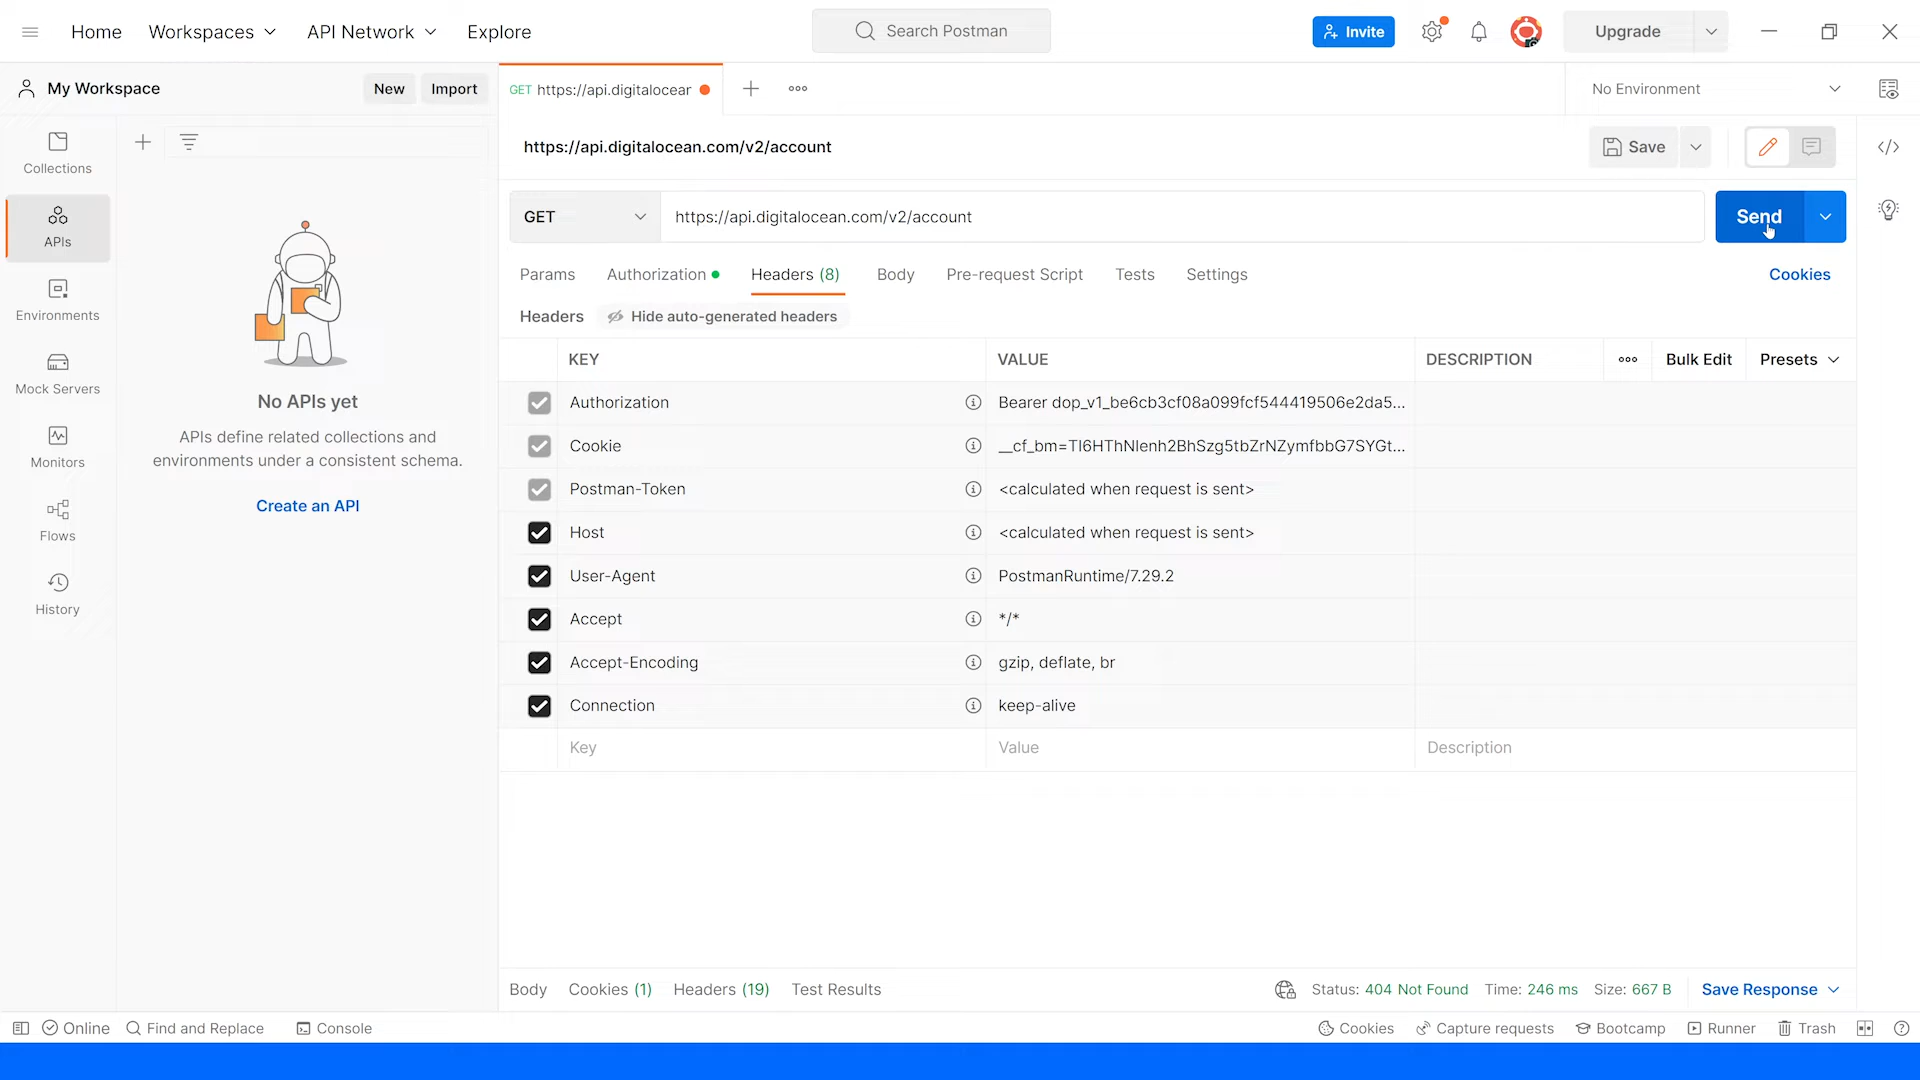 Home Workspaces API Network Explore Search Postman Invite Upgrade
My Workspace New Import GET https://api.digitalocear No Environment
Collections
APIs
Environments
Mock Servers
Monitors
Flows
History
No APIs yet
APIs define related collections and
environments under a consistent schema.
Create an API
https://api.digitalocean.com/v2/account Save
GET https://api.digitalocean.com/v2/account Send
Params Authorization Headers (8) Body Pre-request Script Tests Settings Cookies
Headers Hide auto-generated headers
KEY VALUE DESCRIPTION Bulk Edit Presets
Authorization Bearer dop_v1_be6cb3cf08a099fcf544419506e2da5...
Cookie __cf_bm=TI6HThNlenh2BhSzg5tbZrNZymfbbG7SYGt...
Postman-Token <calculated when request is sent>
Host <calculated when request is sent>
User-Agent PostmanRuntime/7.29.2
Accept */*
Accept-Encoding gzip, deflate, br
Connection keep-alive
Key Value Description
Body Cookies (1) Headers (19) Test Results Status: 404 Not Found Time: 246 ms Size: 667 B Save Response
Online Find and Replace Console Cookies Capture requests Bootcamp Runner Trash